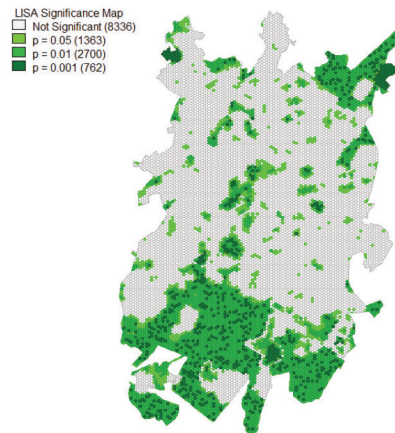 LISA Significance Map
Not Significant (8336)
p = 0.05 (1363)
p = 0.01 (2700)
p = 0.001 (762)